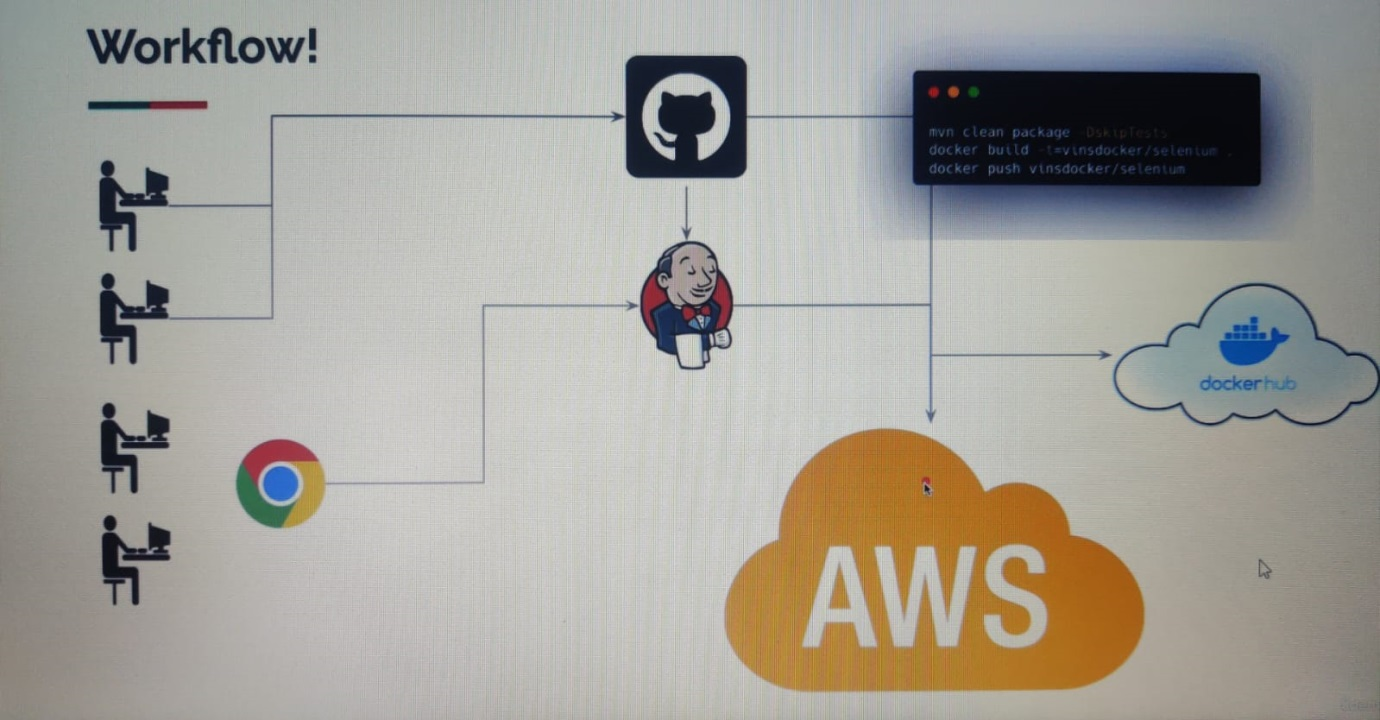 Workflow!
mvn clean package -DskipTests
docker build -t=vinsdocker/selenium .
docker push vinsdocker/selenium
dockerhub
AWS